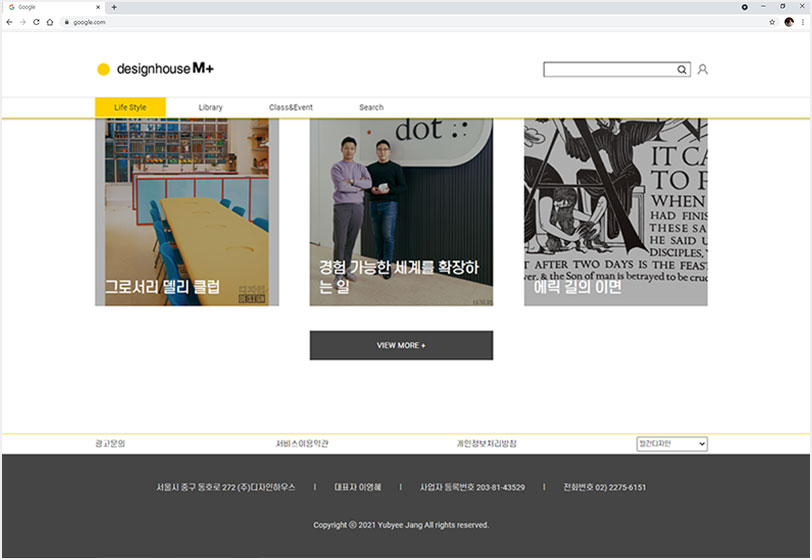 Google
google.com
designhouse M+
Life Style
Library
Class&Event
Search
dot
IT CA
TO F
WHEN
HAD FINIS
THESE SA
HE SAID U
DISCIPLES,
T AFTER TWO DAYS IS THE FEAST
ver, & the Son of man is betrayed to be cruc
그로서리 델리 클럽
경험 가능한 세계를 확장하
는 일
에릭 길의 이면
VIEW MORE +
광고문의
서비스이용약관
개인정보처리방침
월간디자인
서울시 중구 동호로 272 (주)디자인하우스 | 대표자 이영혜 | 사업자 등록번호 203-81-43529 | 전화번호 02) 2275-6151
Copyright ⓒ 2021 Yubyee Jang All rights reserved.